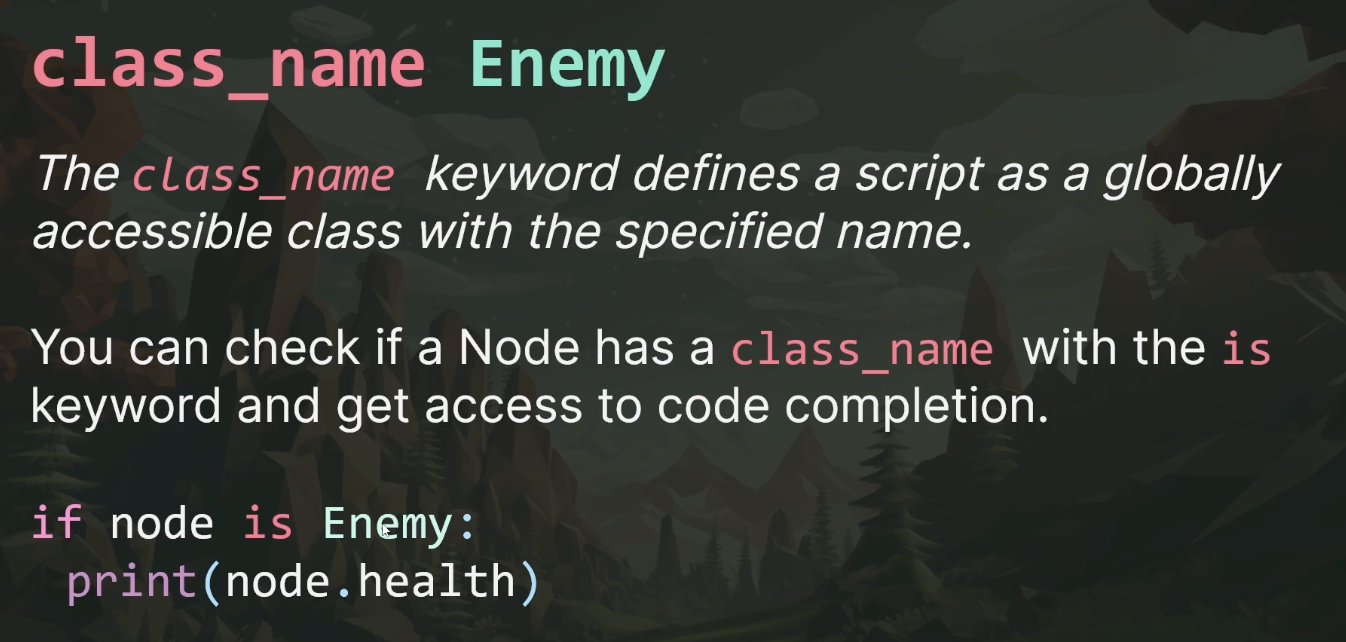 class_name Enemy
The class_name keyword defines a script as a globally
accessible class with the specified name.
You can check if a Node has a class_name with the is
keyword and get access to code completion.
if node is Enemy:
print(node.health)